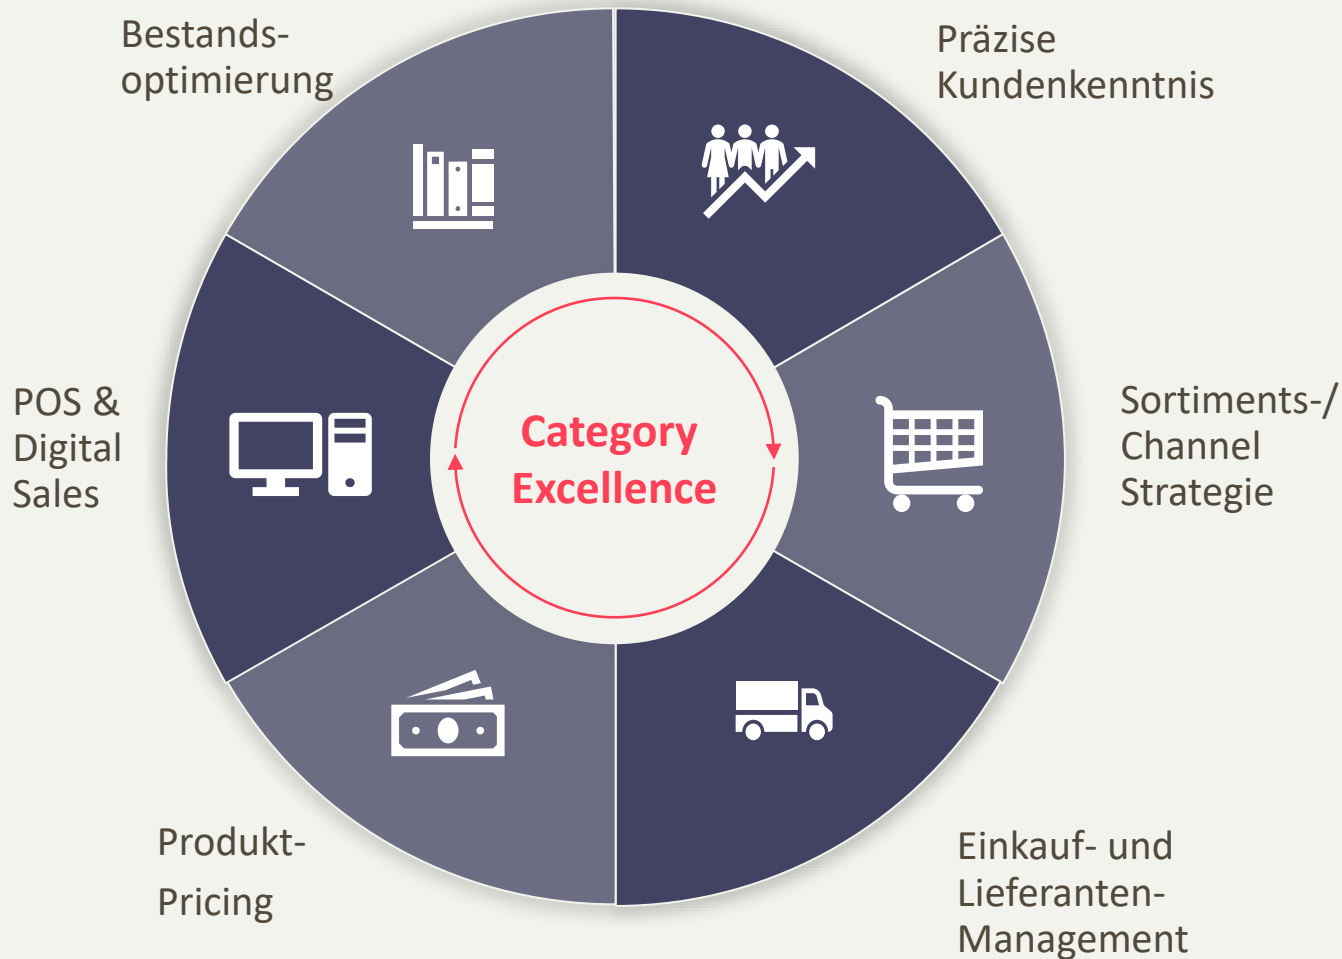 Bestands-
optimierung
Präzise
Kundenkenntnis
POS &
Digital
Sales
Category
Excellence
Sortiments-/
Channel
Strategie
Produkt-
Pricing
Einkauf- und
Lieferanten-
Management